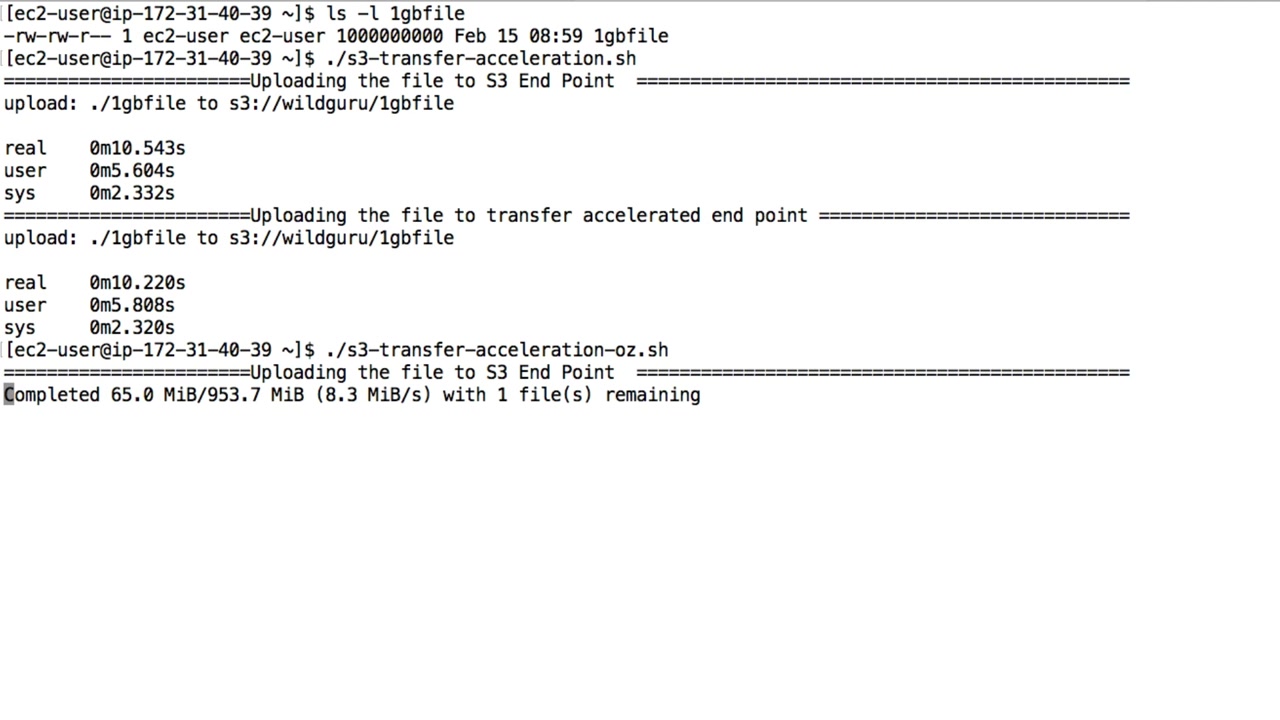 [ec2-user@ip-172-31-40-39 ~]$ ls -l 1gbfile
-rw-rw-r-- 1 ec2-user ec2-user 1000000000 Feb 15 08:59 1gbfile
[ec2-user@ip-172-31-40-39 ~]$ ./s3-transfer-acceleration.sh
=======================Uploading the file to S3 End Point  ==============================================
upload: ./1gbfile to s3://wildguru/1gbfile
real    0m10.543s
user    0m5.604s
sys     0m2.332s
=======================Uploading the file to transfer accelerated end point =============================
upload: ./1gbfile to s3://wildguru/1gbfile
real    0m10.220s
user    0m5.808s
sys     0m2.320s
[ec2-user@ip-172-31-40-39 ~]$ ./s3-transfer-acceleration-oz.sh
=======================Uploading the file to S3 End Point  ==============================================
Completed 65.0 MiB/953.7 MiB (8.3 MiB/s) with 1 file(s) remaining